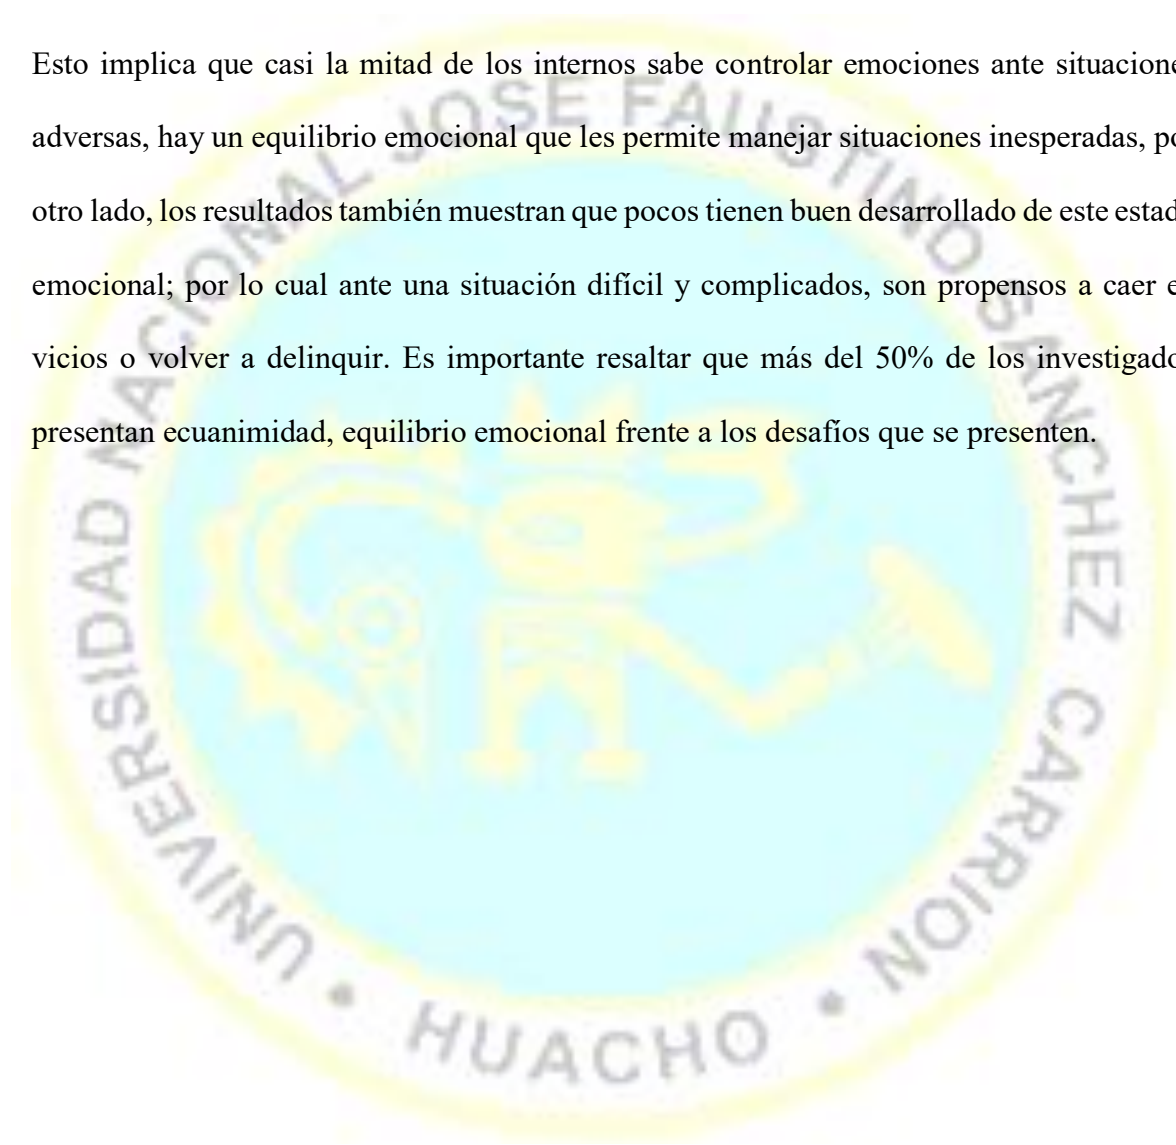 Esto implica que casi la mitad de los internos sabe controlar emociones ante situacione
adversas, hay un equilibrio emocional que les permite manejar situaciones inesperadas, po
otro lado, los resultados también muestran que pocos tienen buen desarrollado de este estad
emocional; por lo cual ante una situación difícil y complicados, son propensos a caer e
vicios o volver a delinquir. Es importante resaltar que más del 50% de los investigado
presentan ecuanimidad, equilibrio emocional frente a los desafíos que se presenten.
UNIVERSIDAD NACIONAL JOSE FAUSTINO SANCHEZ CARRION
• HUACHO •